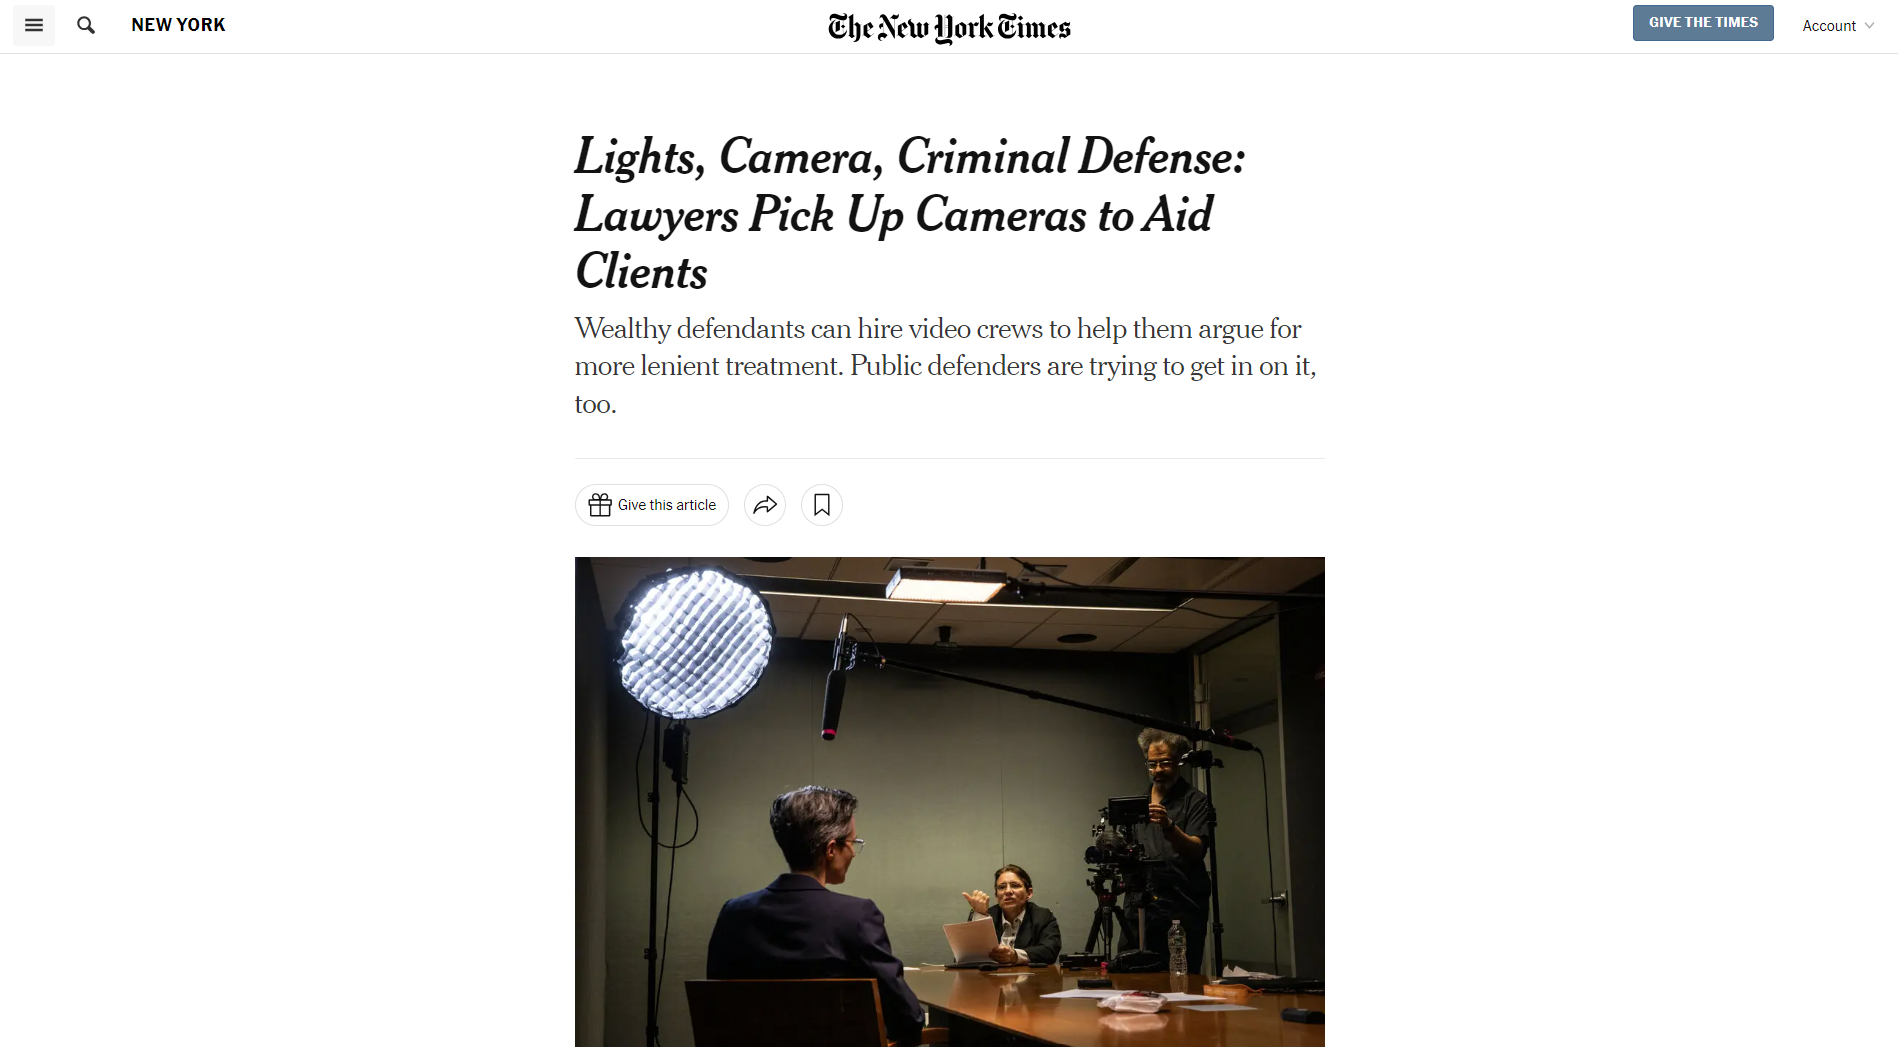 NEW YORK
The New York Times
GIVE THE TIMES
Account
Lights, Camera, Criminal Defense:
Lawyers Pick Up Cameras to Aid
Clients
Wealthy defendants can hire video crews to help them argue for
more lenient treatment. Public defenders are trying to get in on it,
too.
Give this article